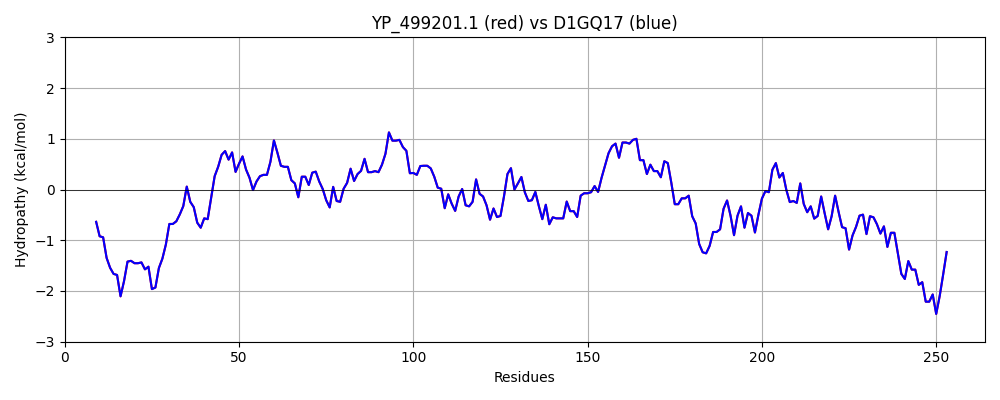 YP_499201.1 (red) vs D1GQ17 (blue)
Hydropathy (kcal/mol)
3
2
1
0
−1
−2
−3
0 50 100 150 200 250
Residues